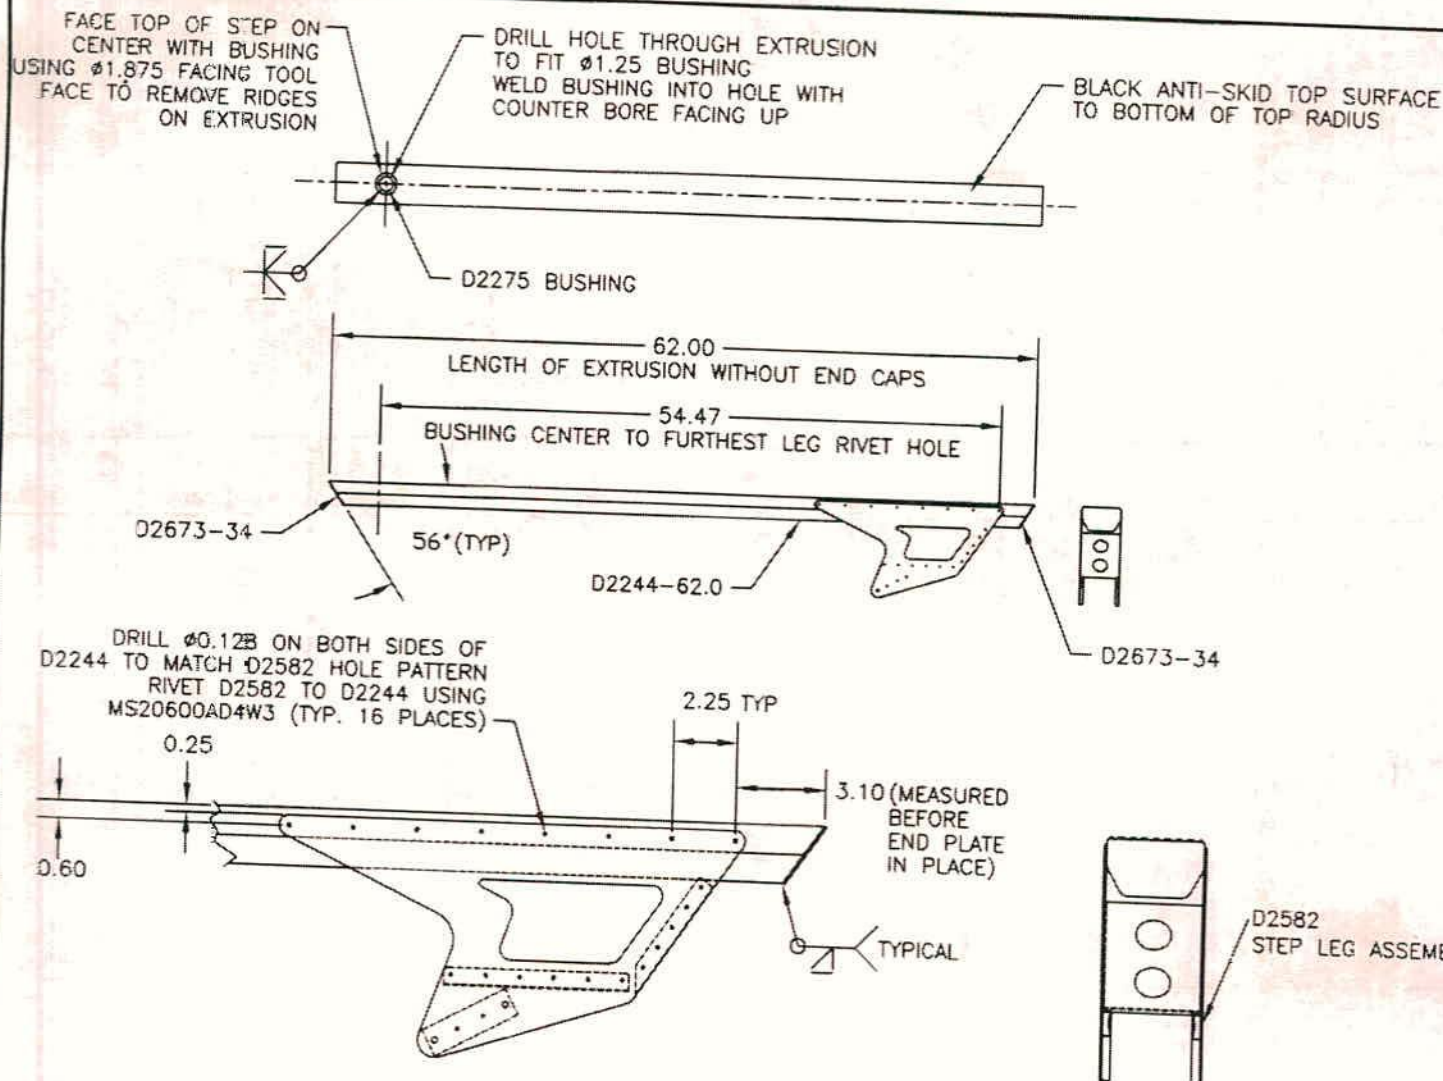 FACE TOP OF STEP ON
CENTER WITH BUSHING
USING ø1.875 FACING TOOL
FACE TO REMOVE RIDGES
ON EXTRUSION
DRILL HOLE THROUGH EXTRUSION
TO FIT ø1.25 BUSHING
WELD BUSHING INTO HOLE WITH
COUNTER BORE FACING UP
BLACK ANTI-SKID TOP SURFACE
TO BOTTOM OF TOP RADIUS
D2275 BUSHING
62.00
LENGTH OF EXTRUSION WITHOUT END CAPS
54.47
BUSHING CENTER TO FURTHEST LEG RIVET HOLE
D2673-34
56°(TYP)
D2244-62.0
D2673-34
DRILL ø0.128 ON BOTH SIDES OF
D2244 TO MATCH D2582 HOLE PATTERN
RIVET D2582 TO D2244 USING
MS20600AD4W3 (TYP. 16 PLACES)
2.25 TYP
0.25
3.10 (MEASURED
BEFORE
END PLATE
IN PLACE)
0.60
TYPICAL
D2582
STEP LEG ASSEME